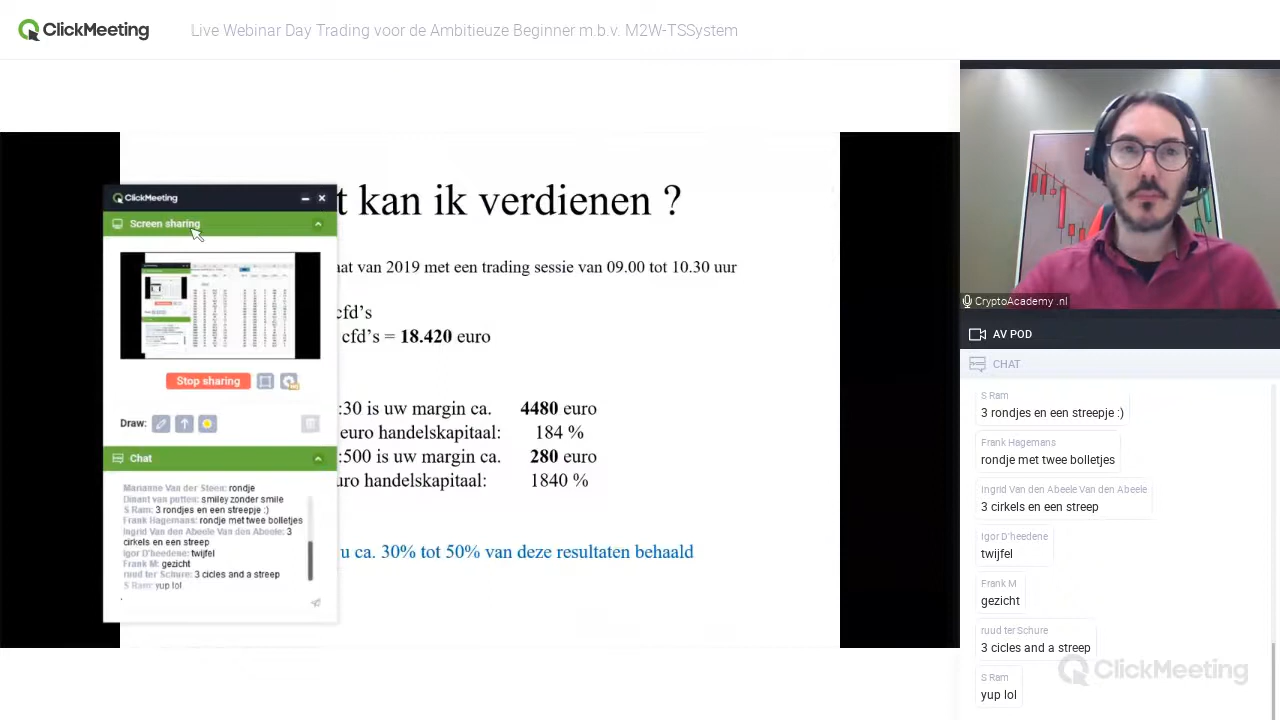 ClickMeeting
Live Webinar Day Trading voor de Ambitieuze Beginner m.b.v. M2W-TSSystem
t kan ik verdienen ?
aat van 2019 met een trading sessie van 09.00 tot 10.30 uur
cfd's
cfd's = 18.420 euro
:30 is uw margin ca. 4480 euro
euro handelskapitaal: 184 %
:500 is uw margin ca. 280 euro
uro handelskapitaal: 1840 %
u ca. 30% tot 50% van deze resultaten behaald
ClickMeeting
Screen sharing
Stop sharing
Draw:
Chat
Marianne Van der Steen: rondje
Dinant van putten: smiley zonder smile
S Ram: 3 rondjes en een streepje :)
Frank Hagemans: rondje met twee bolletjes
Ingrid Van den Abeele Van den Abeele: 3
cirkels en een streep
Igor D'heedene: twijfel
Frank M: gezicht
ruud ter Schure: 3 cicles and a streep
S Ram: yup lol
CryptoAcademy .nl
AV POD
CHAT
S Ram
3 rondjes en een streepje :)
Frank Hagemans
rondje met twee bolletjes
Ingrid Van den Abeele Van den Abeele
3 cirkels en een streep
Igor D'heedene
twijfel
Frank M
gezicht
ruud ter Schure
3 cicles and a streep
S Ram
yup lol
ClickMeeting